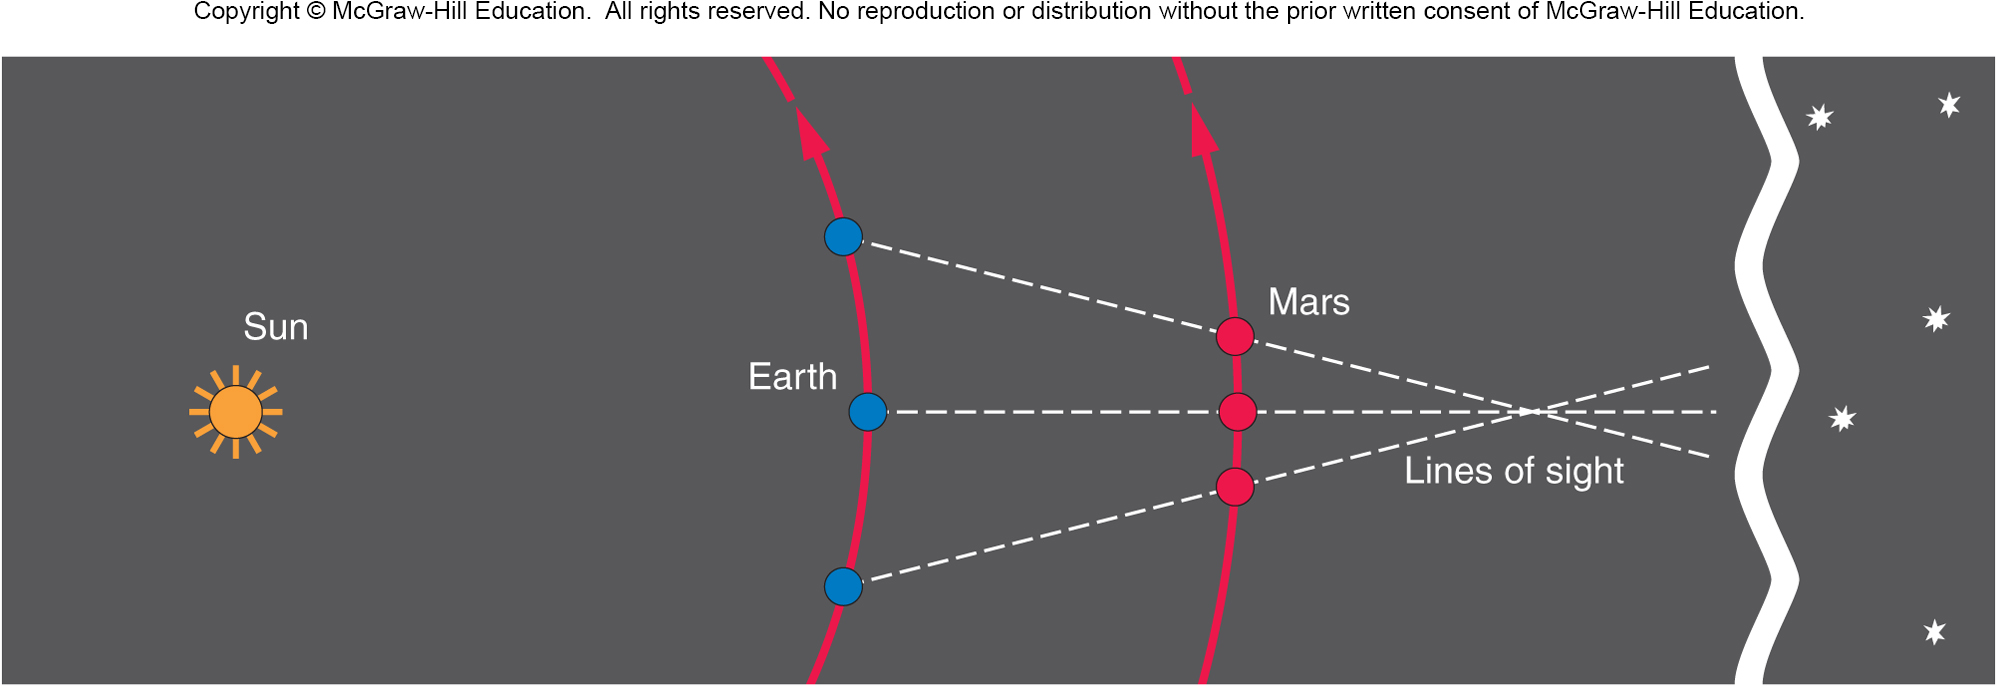 Copyright © McGraw-Hill Education.  All rights reserved. No reproduction or distribution without the prior written consent of McGraw-Hill Education.
Mars
Sun
Earth
Lines of sight